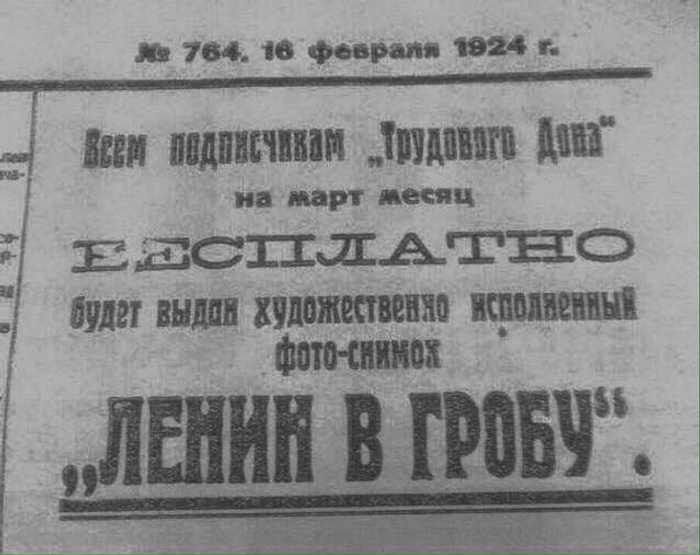 № 764. 16 февраля 1924 г.
Всем подписчикам „Трудового Дона“
на март месяц
БЕСПЛАТНО
будет выдан художественно исполненный
фото-снимок
„ЛЕНИН В ГРОБУ“.